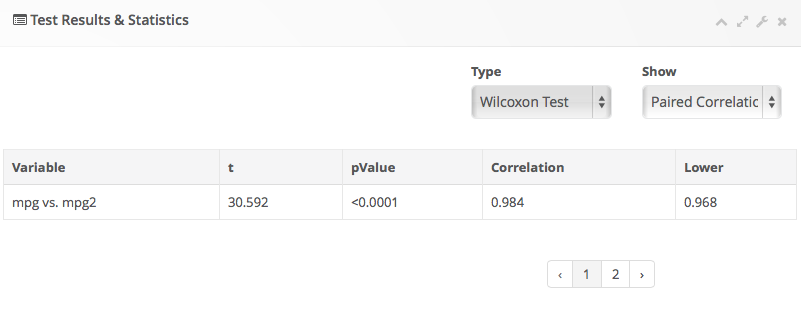 Test Results & Statistics
Type Show
Wilcoxon Test Paired Correlatic
Variable t pValue Correlation Lower
mpg vs. mpg2 30.592 <0.0001 0.984 0.968
‹ 1 2 ›